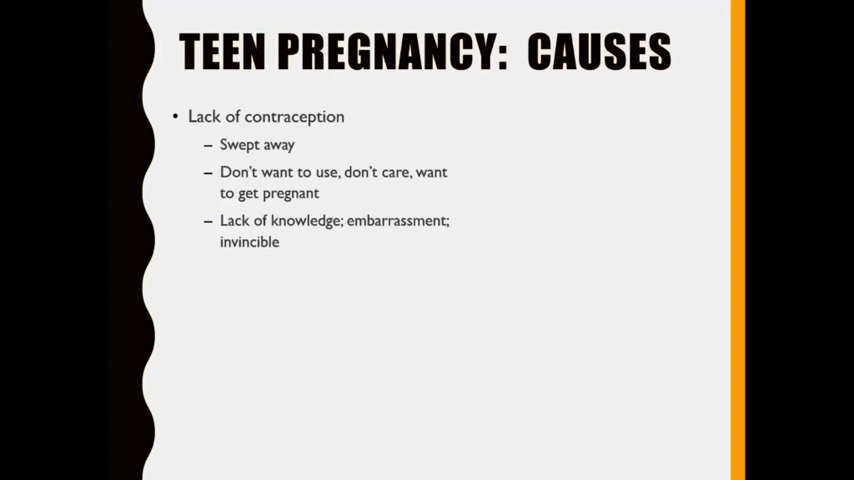 TEEN PREGNANCY: CAUSES
• Lack of contraception
– Swept away
– Don't want to use, don't care, want
to get pregnant
– Lack of knowledge; embarrassment;
invincible